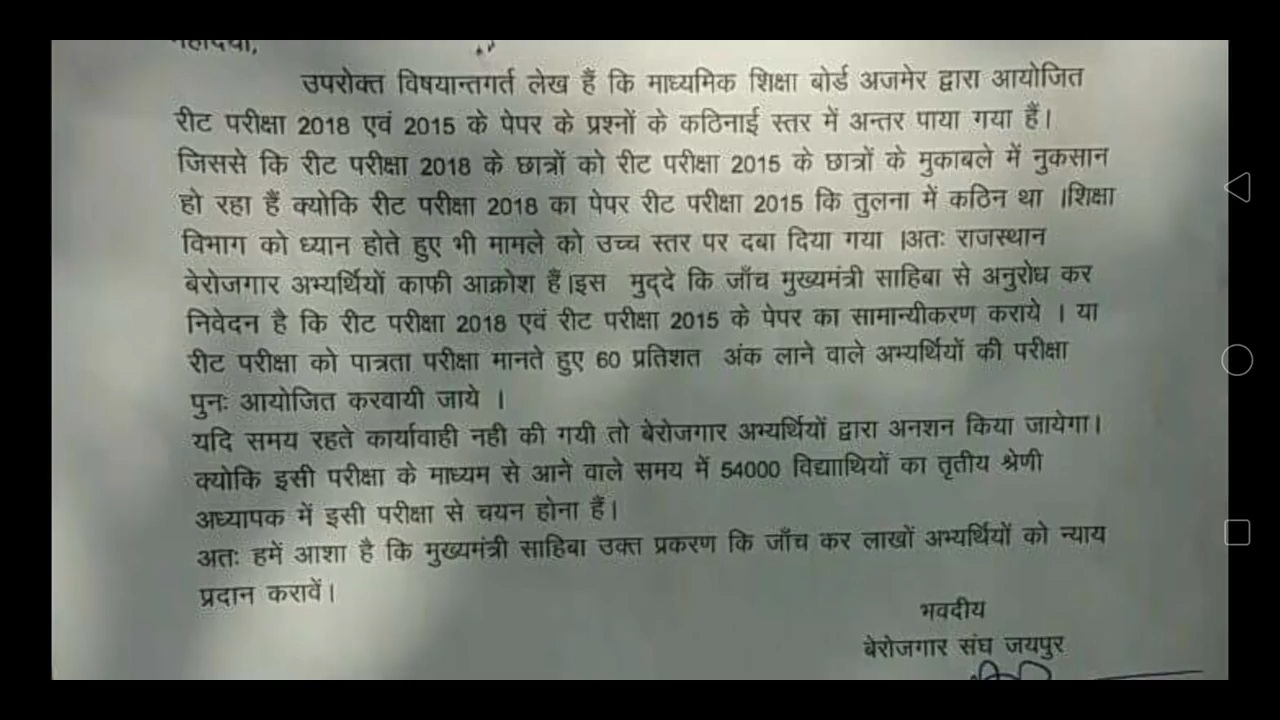 महोदया,
उपरोक्त विषयान्तगर्त लेख हैं कि माध्यमिक शिक्षा बोर्ड अजमेर द्वारा आयोजित
रीट परीक्षा 2018 एवं 2015 के पेपर के प्रश्नों के कठिनाई स्तर में अन्तर पाया गया हैं।
जिससे कि रीट परीक्षा 2018 के छात्रों को रीट परीक्षा 2015 के छात्रों के मुकाबले में नुकसान
हो रहा हैं क्योकि रीट परीक्षा 2018 का पेपर रीट परीक्षा 2015 कि तुलना में कठिन था ।शिक्षा
विभाग को ध्यान होते हुए भी मामले को उच्च स्तर पर दबा दिया गया ।अतः राजस्थान
बेरोजगार अभ्यर्थियों काफी आक्रोश हैं।इस मुद्दे कि जाँच मुख्यमंत्री साहिबा से अनुरोध कर
निवेदन है कि रीट परीक्षा 2018 एवं रीट परीक्षा 2015 के पेपर का सामान्यीकरण कराये । या
रीट परीक्षा को पात्रता परीक्षा मानते हुए 60 प्रतिशत अंक लाने वाले अभ्यर्थियों की परीक्षा
पुनः आयोजित करवायी जाये ।
यदि समय रहते कार्यावाही नही की गयी तो बेरोजगार अभ्यर्थियों द्वारा अनशन किया जायेगा।
क्योकि इसी परीक्षा के माध्यम से आने वाले समय में 54000 विद्यााथियों का तृतीय श्रेणी
अध्यापक में इसी परीक्षा से चयन होना हैं।
अतः हमें आशा है कि मुख्यमंत्री साहिबा उक्त प्रकरण कि जाँच कर लाखों अभ्यर्थियों को न्याय
प्रदान करावें।
भवदीय
बेरोजगार संघ जयपुर